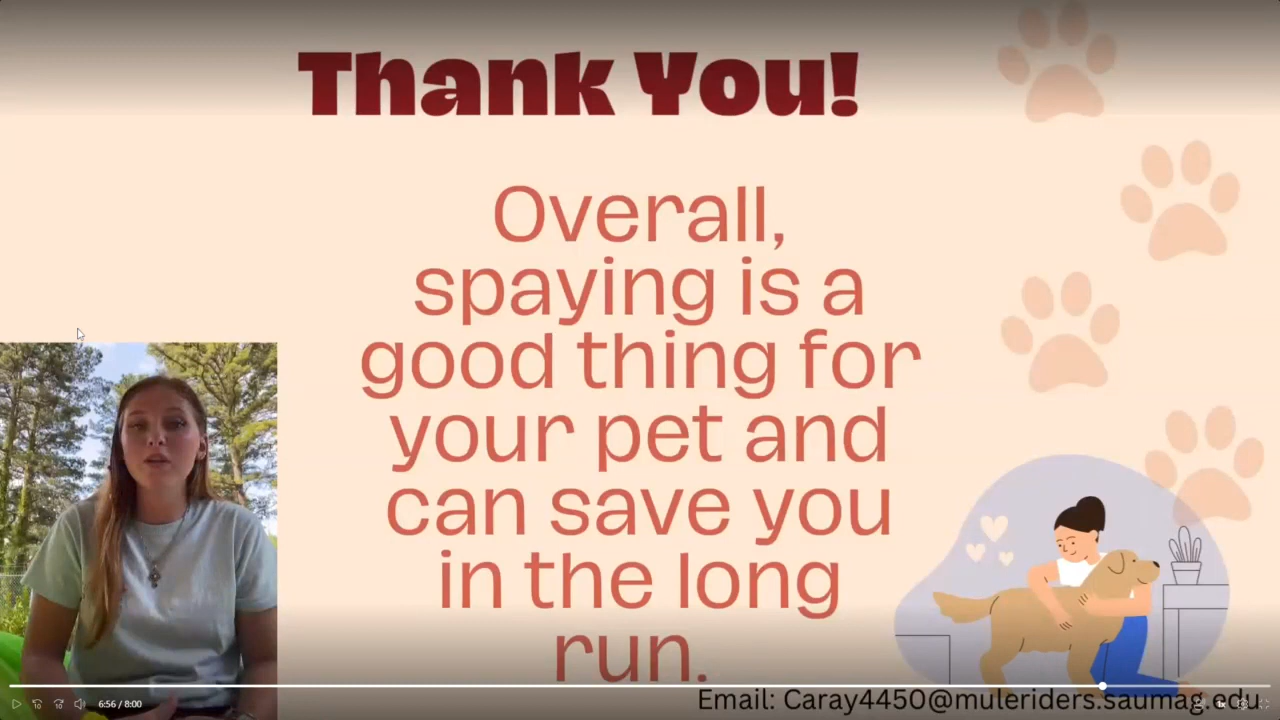 Thank You!
Overall,
spaying is a
good thing for
your pet and
can save you
in the long
run.
Email: Caray4450@muleriders.saumag.edu
6:56 / 8:00